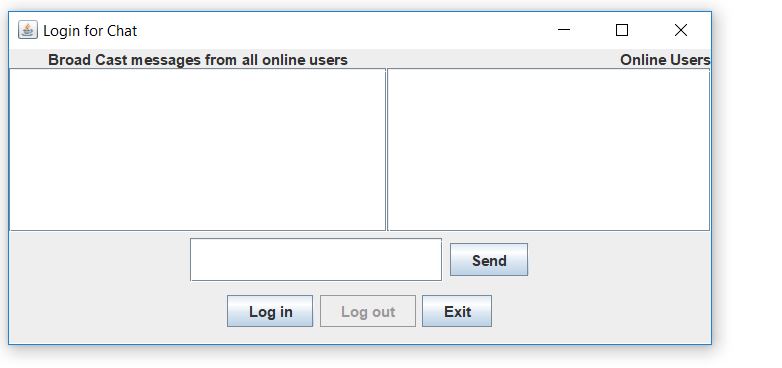 Login for Chat
Broad Cast messages from all online users
Online Users
Send
Log in
Log out
Exit